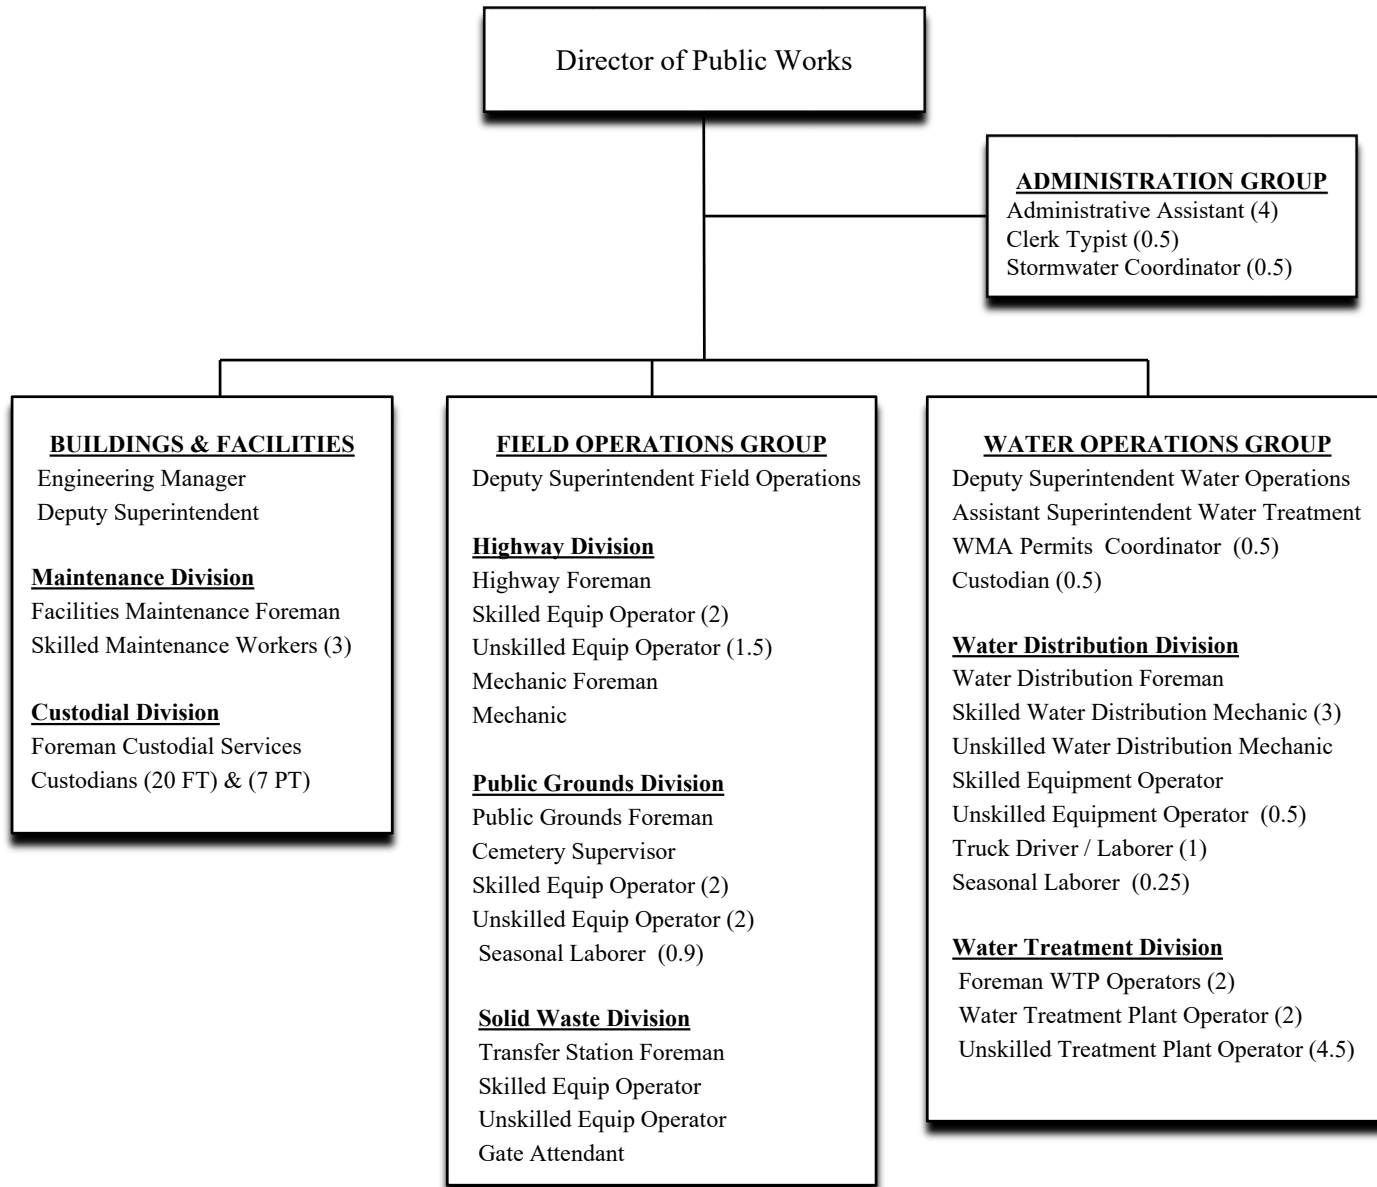 Director of Public Works
ADMINISTRATION GROUP
Administrative Assistant (4)
Clerk Typist (0.5)
Stormwater Coordinator (0.5)
BUILDINGS & FACILITIES
Engineering Manager
Deputy Superintendent
Maintenance Division
Facilities Maintenance Foreman
Skilled Maintenance Workers (3)
Custodial Division
Foreman Custodial Services
Custodians (20 FT) & (7 PT)
FIELD OPERATIONS GROUP
Deputy Superintendent Field Operations
Highway Division
Highway Foreman
Skilled Equip Operator (2)
Unskilled Equip Operator (1.5)
Mechanic Foreman
Mechanic
Public Grounds Division
Public Grounds Foreman
Cemetery Supervisor
Skilled Equip Operator (2)
Unskilled Equip Operator (2)
Seasonal Laborer (0.9)
Solid Waste Division
Transfer Station Foreman
Skilled Equip Operator
Unskilled Equip Operator
Gate Attendant
WATER OPERATIONS GROUP
Deputy Superintendent Water Operations
Assistant Superintendent Water Treatment
WMA Permits Coordinator (0.5)
Custodian (0.5)
Water Distribution Division
Water Distribution Foreman
Skilled Water Distribution Mechanic (3)
Unskilled Water Distribution Mechanic
Skilled Equipment Operator
Unskilled Equipment Operator (0.5)
Truck Driver / Laborer (1)
Seasonal Laborer (0.25)
Water Treatment Division
Foreman WTP Operators (2)
Water Treatment Plant Operator (2)
Unskilled Treatment Plant Operator (4.5)